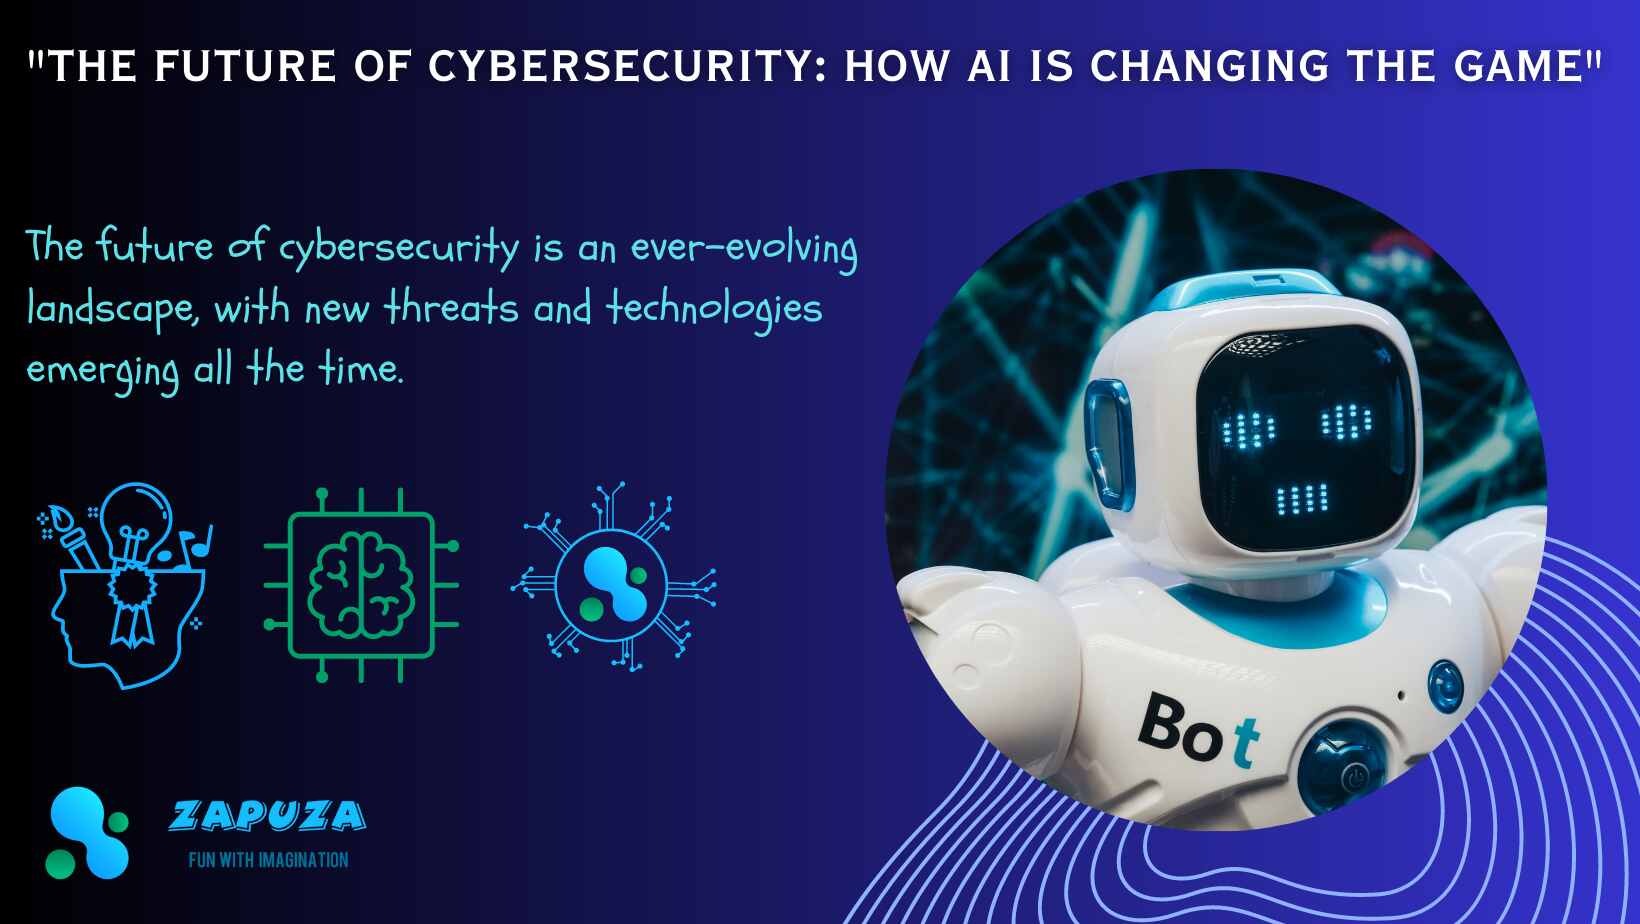 "THE FUTURE OF CYBERSECURITY: HOW AI IS CHANGING THE GAME"
The future of cybersecurity is an ever-evolving
landscape, with new threats and technologies
emerging all the time.
Bot
ZAPUZA
FUN WITH IMAGINATION